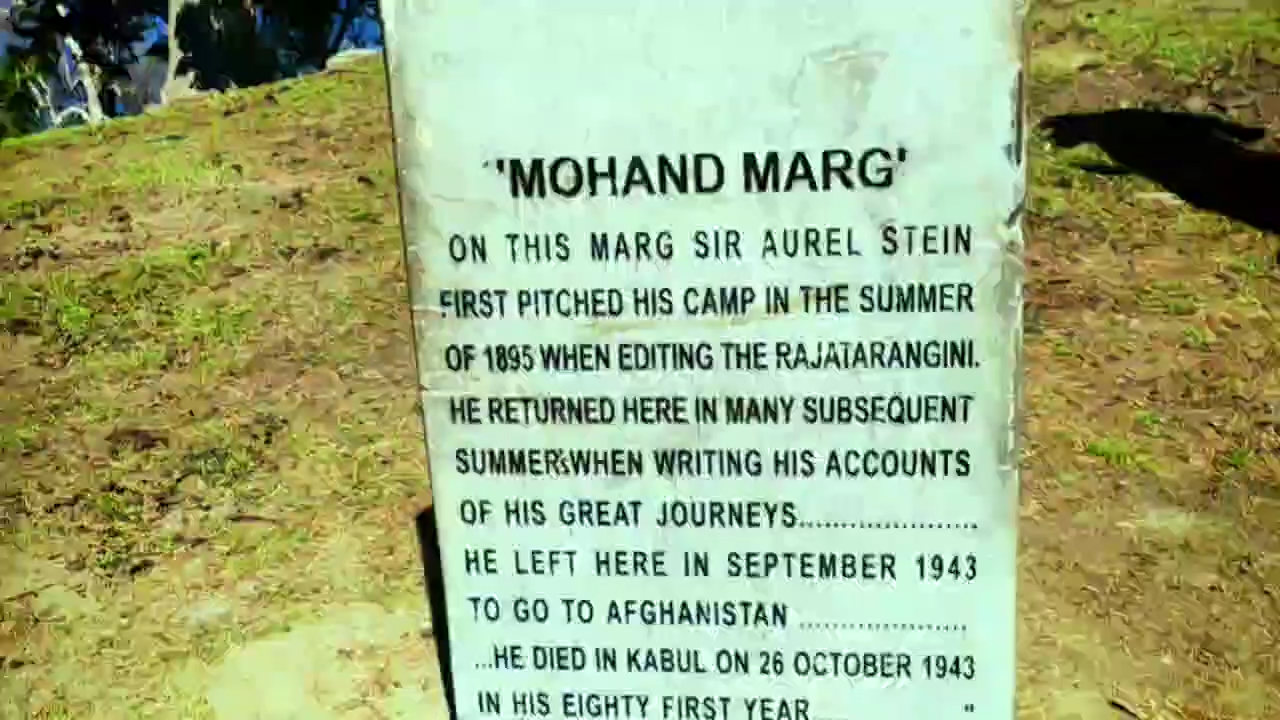 "'MOHAND MARG'
ON THIS MARG SIR AUREL STEIN
FIRST PITCHED HIS CAMP IN THE SUMMER
OF 1895 WHEN EDITING THE RAJATARANGINI.
HE RETURNED HERE IN MANY SUBSEQUENT
SUMMERs WHEN WRITING HIS ACCOUNTS
OF HIS GREAT JOURNEYS.....................
HE LEFT HERE IN SEPTEMBER 1943
TO GO TO AFGHANISTAN .....................
...HE DIED IN KABUL ON 26 OCTOBER 1943
IN HIS EIGHTY FIRST YEAR.... "